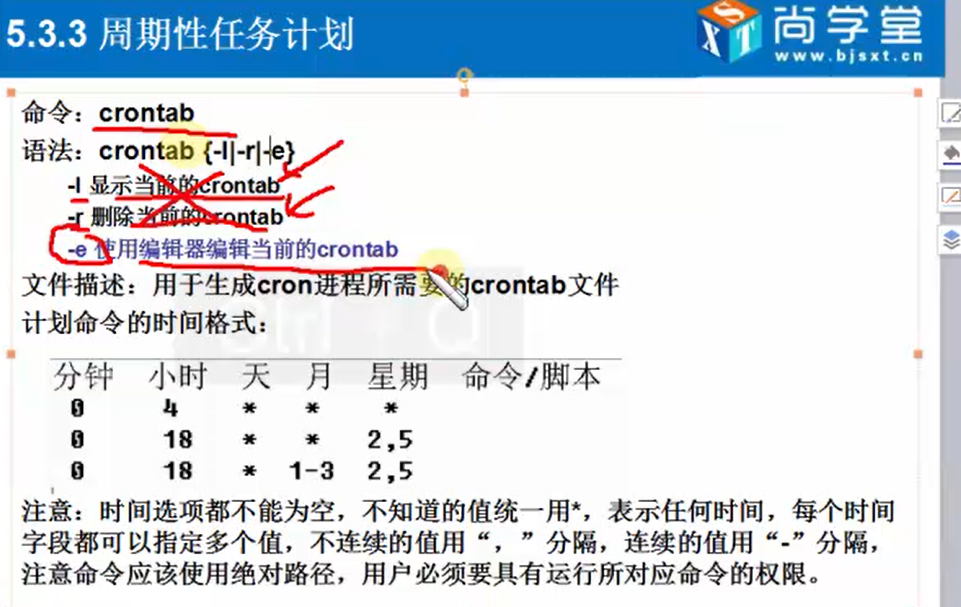 5.3.3 周期性任务计划
尚学堂
www.bjsxt.cn
XST
命令：crontab
语法：crontab {-l|-r|-e}
-l 显示当前的crontab
-r 删除当前的crontab
-e 使用编辑器编辑当前的crontab
文件描述：用于生成cron进程所需要的crontab文件
计划命令的时间格式：
Ctrl + Q
分钟 小时 天 月 星期 命令/脚本
0 4 * * *
0 18 * * 2,5
0 18 * 1-3 2,5
注意：时间选项都不能为空，不知道的值统一用*，表示任何时间，每个时间
字段都可以指定多个值，不连续的值用“，”分隔，连续的值用“-”分隔，
注意命令应该使用绝对路径，用户必须要具有运行所对应命令的权限。